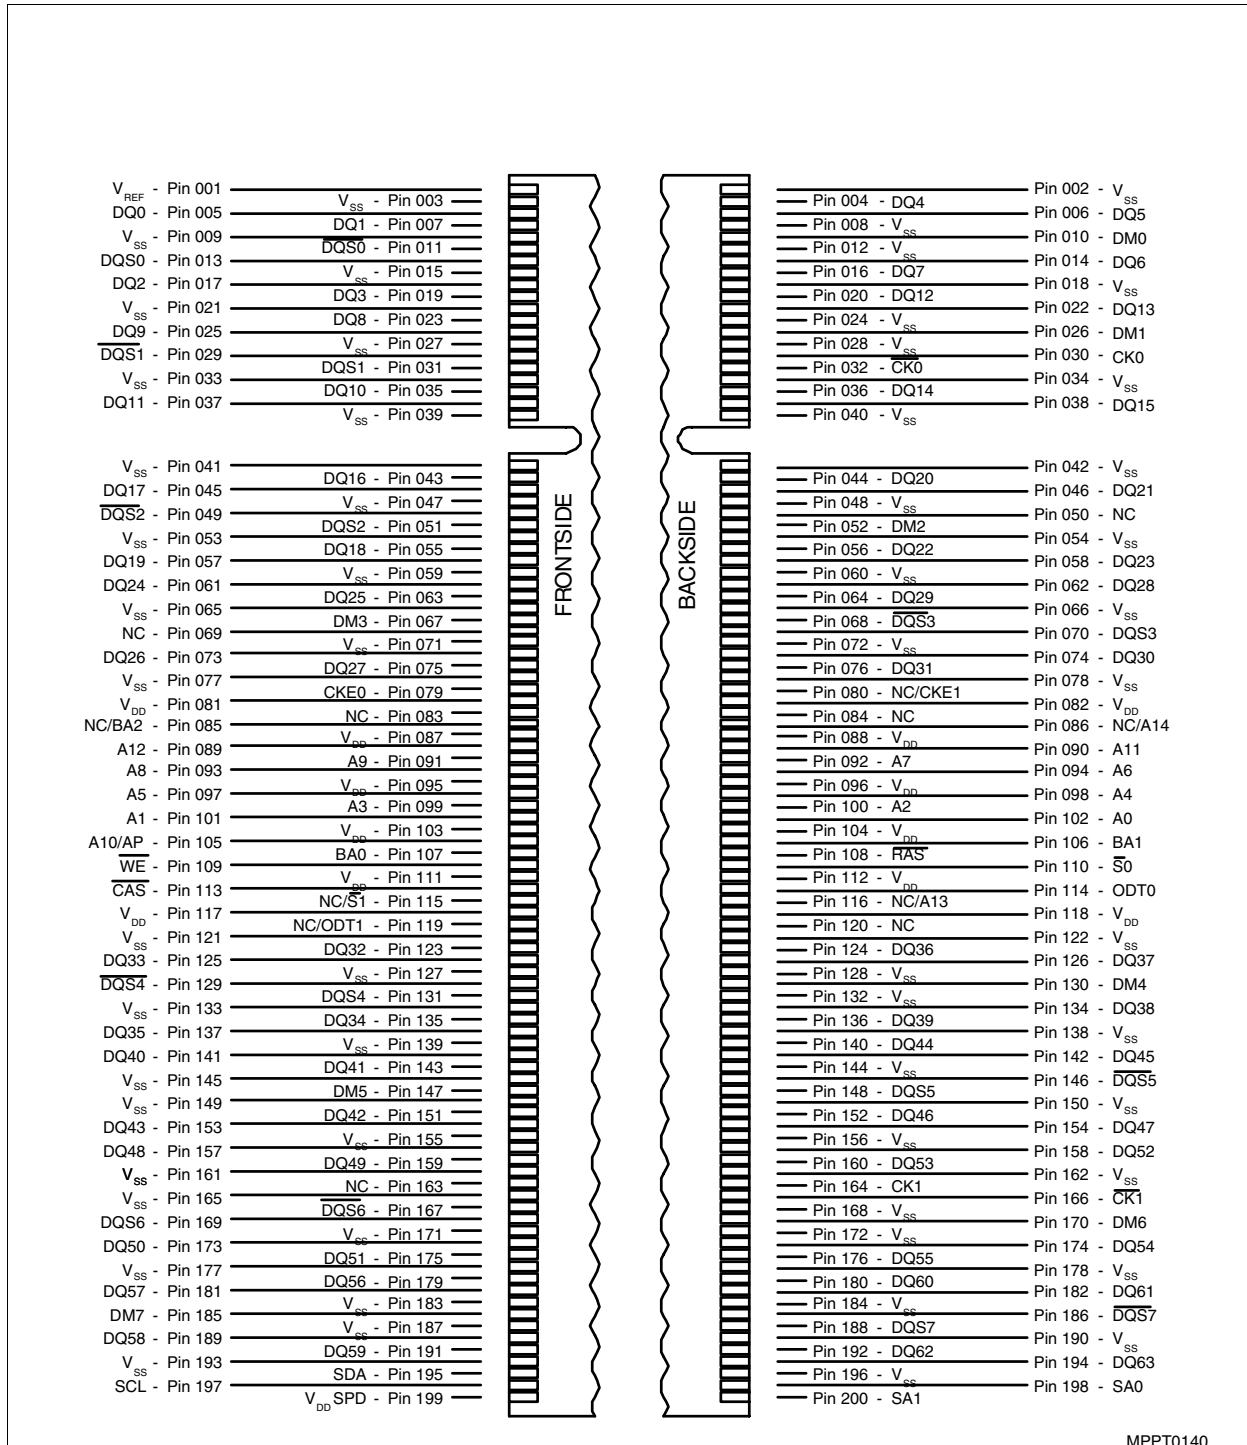 V_REF - Pin 001
V_SS - Pin 003
DQ0 - Pin 005
DQ1 - Pin 007
V_SS - Pin 009
D̅Q̅S̅0̅ - Pin 011
DQS0 - Pin 013
V_SS - Pin 015
DQ2 - Pin 017
DQ3 - Pin 019
V_SS - Pin 021
DQ8 - Pin 023
DQ9 - Pin 025
V_SS - Pin 027
D̅Q̅S̅1̅ - Pin 029
DQS1 - Pin 031
V_SS - Pin 033
DQ10 - Pin 035
DQ11 - Pin 037
V_SS - Pin 039
V_SS - Pin 041
DQ16 - Pin 043
DQ17 - Pin 045
V_SS - Pin 047
D̅Q̅S̅2̅ - Pin 049
DQS2 - Pin 051
V_SS - Pin 053
DQ18 - Pin 055
DQ19 - Pin 057
V_SS - Pin 059
DQ24 - Pin 061
DQ25 - Pin 063
V_SS - Pin 065
DM3 - Pin 067
NC - Pin 069
V_SS - Pin 071
DQ26 - Pin 073
DQ27 - Pin 075
V_SS - Pin 077
CKE0 - Pin 079
V_DD - Pin 081
NC - Pin 083
NC/BA2 - Pin 085
V_DD - Pin 087
A12 - Pin 089
A9 - Pin 091
A8 - Pin 093
V_DD - Pin 095
A5 - Pin 097
A3 - Pin 099
A1 - Pin 101
V_DD - Pin 103
A10/AP - Pin 105
BA0 - Pin 107
W̅E̅ - Pin 109
V_DD - Pin 111
C̅A̅S̅ - Pin 113
NC/S̅1 - Pin 115
V_DD - Pin 117
NC/ODT1 - Pin 119
V_SS - Pin 121
DQ32 - Pin 123
DQ33 - Pin 125
V_SS - Pin 127
D̅Q̅S̅4̅ - Pin 129
DQS4 - Pin 131
V_SS - Pin 133
DQ34 - Pin 135
DQ35 - Pin 137
V_SS - Pin 139
DQ40 - Pin 141
DQ41 - Pin 143
V_SS - Pin 145
DM5 - Pin 147
V_SS - Pin 149
DQ42 - Pin 151
DQ43 - Pin 153
V_SS - Pin 155
DQ48 - Pin 157
DQ49 - Pin 159
V_SS - Pin 161
NC - Pin 163
V_SS - Pin 165
D̅Q̅S̅6̅ - Pin 167
DQS6 - Pin 169
V_SS - Pin 171
DQ50 - Pin 173
DQ51 - Pin 175
V_SS - Pin 177
DQ56 - Pin 179
DQ57 - Pin 181
V_SS - Pin 183
DM7 - Pin 185
V_SS - Pin 187
DQ58 - Pin 189
DQ59 - Pin 191
V_SS - Pin 193
SDA - Pin 195
SCL - Pin 197
V_DD SPD - Pin 199
FRONTSIDE
BACKSIDE
Pin 002 - V_SS
Pin 004 - DQ4
Pin 006 - DQ5
Pin 008 - V_SS
Pin 010 - DM0
Pin 012 - V_SS
Pin 014 - DQ6
Pin 016 - DQ7
Pin 018 - V_SS
Pin 020 - DQ12
Pin 022 - DQ13
Pin 024 - V_SS
Pin 026 - DM1
Pin 028 - V_SS
Pin 030 - CK0
Pin 032 - C̅K̅0̅
Pin 034 - V_SS
Pin 036 - DQ14
Pin 038 - DQ15
Pin 040 - V_SS
Pin 042 - V_SS
Pin 044 - DQ20
Pin 046 - DQ21
Pin 048 - V_SS
Pin 050 - NC
Pin 052 - DM2
Pin 054 - V_SS
Pin 056 - DQ22
Pin 058 - DQ23
Pin 060 - V_SS
Pin 062 - DQ28
Pin 064 - DQ29
Pin 066 - V_SS
Pin 068 - D̅Q̅S̅3̅
Pin 070 - DQS3
Pin 072 - V_SS
Pin 074 - DQ30
Pin 076 - DQ31
Pin 078 - V_SS
Pin 080 - NC/CKE1
Pin 082 - V_DD
Pin 084 - NC
Pin 086 - NC/A14
Pin 088 - V_DD
Pin 090 - A11
Pin 092 - A7
Pin 094 - A6
Pin 096 - V_DD
Pin 098 - A4
Pin 100 - A2
Pin 102 - A0
Pin 104 - V_DD
Pin 106 - BA1
Pin 108 - R̅A̅S̅
Pin 110 - S̅0
Pin 112 - V_DD
Pin 114 - ODT0
Pin 116 - NC/A13
Pin 118 - V_DD
Pin 120 - NC
Pin 122 - V_SS
Pin 124 - DQ36
Pin 126 - DQ37
Pin 128 - V_SS
Pin 130 - DM4
Pin 132 - V_SS
Pin 134 - DQ38
Pin 136 - DQ39
Pin 138 - V_SS
Pin 140 - DQ44
Pin 142 - DQ45
Pin 144 - V_SS
Pin 146 - D̅Q̅S̅5̅
Pin 148 - DQS5
Pin 150 - V_SS
Pin 152 - DQ46
Pin 154 - DQ47
Pin 156 - V_SS
Pin 158 - DQ52
Pin 160 - DQ53
Pin 162 - V_SS
Pin 164 - CK1
Pin 166 - C̅K̅1̅
Pin 168 - V_SS
Pin 170 - DM6
Pin 172 - V_SS
Pin 174 - DQ54
Pin 176 - DQ55
Pin 178 - V_SS
Pin 180 - DQ60
Pin 182 - DQ61
Pin 184 - V_SS
Pin 186 - D̅Q̅S̅7̅
Pin 188 - DQS7
Pin 190 - V_SS
Pin 192 - DQ62
Pin 194 - DQ63
Pin 196 - V_SS
Pin 198 - SA0
Pin 200 - SA1
MPPT0140